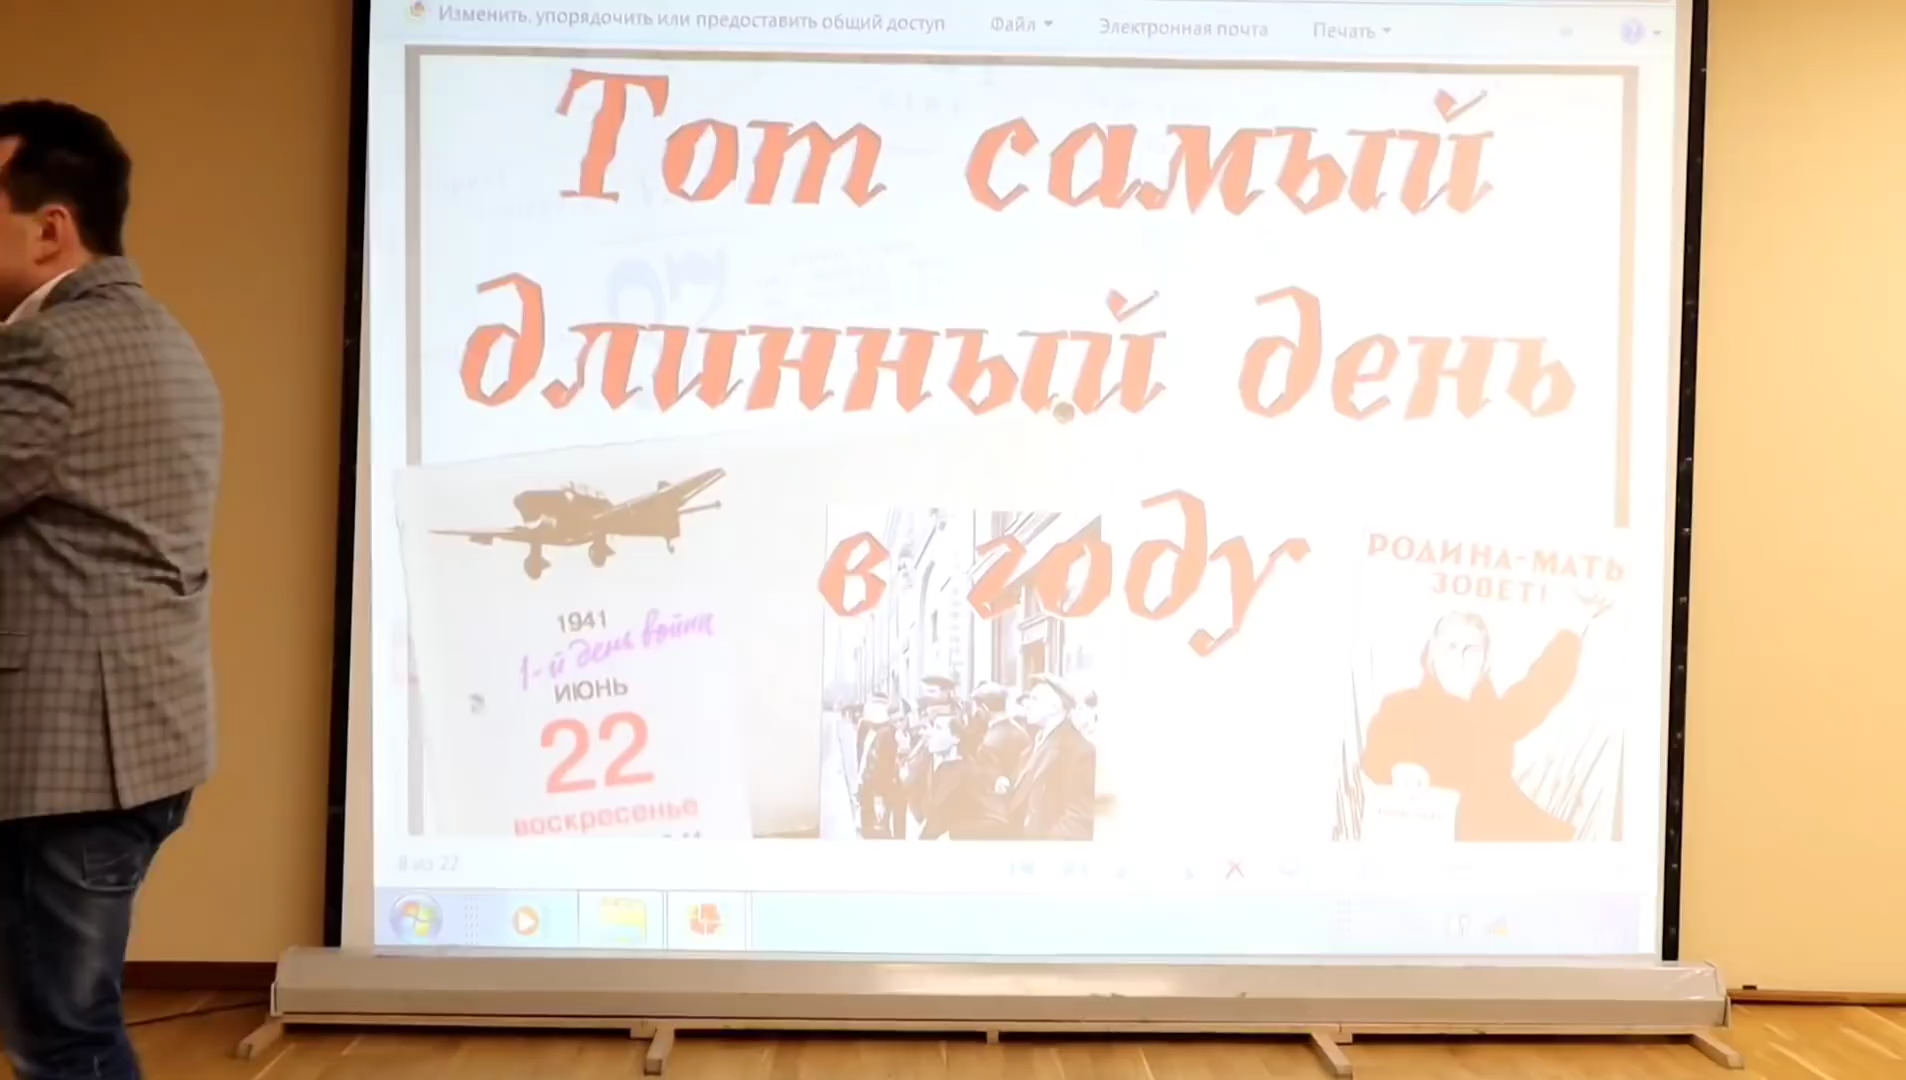 Изменить, упорядочить или предоставить общий доступ Файл Электронная почта Печать
Тот самый
длинный день
в году
РОДИНА-МАТЬ
ЗОВЕТ!
1941
1-й день войны
ИЮНЬ
22
воскресенье
8 из 22